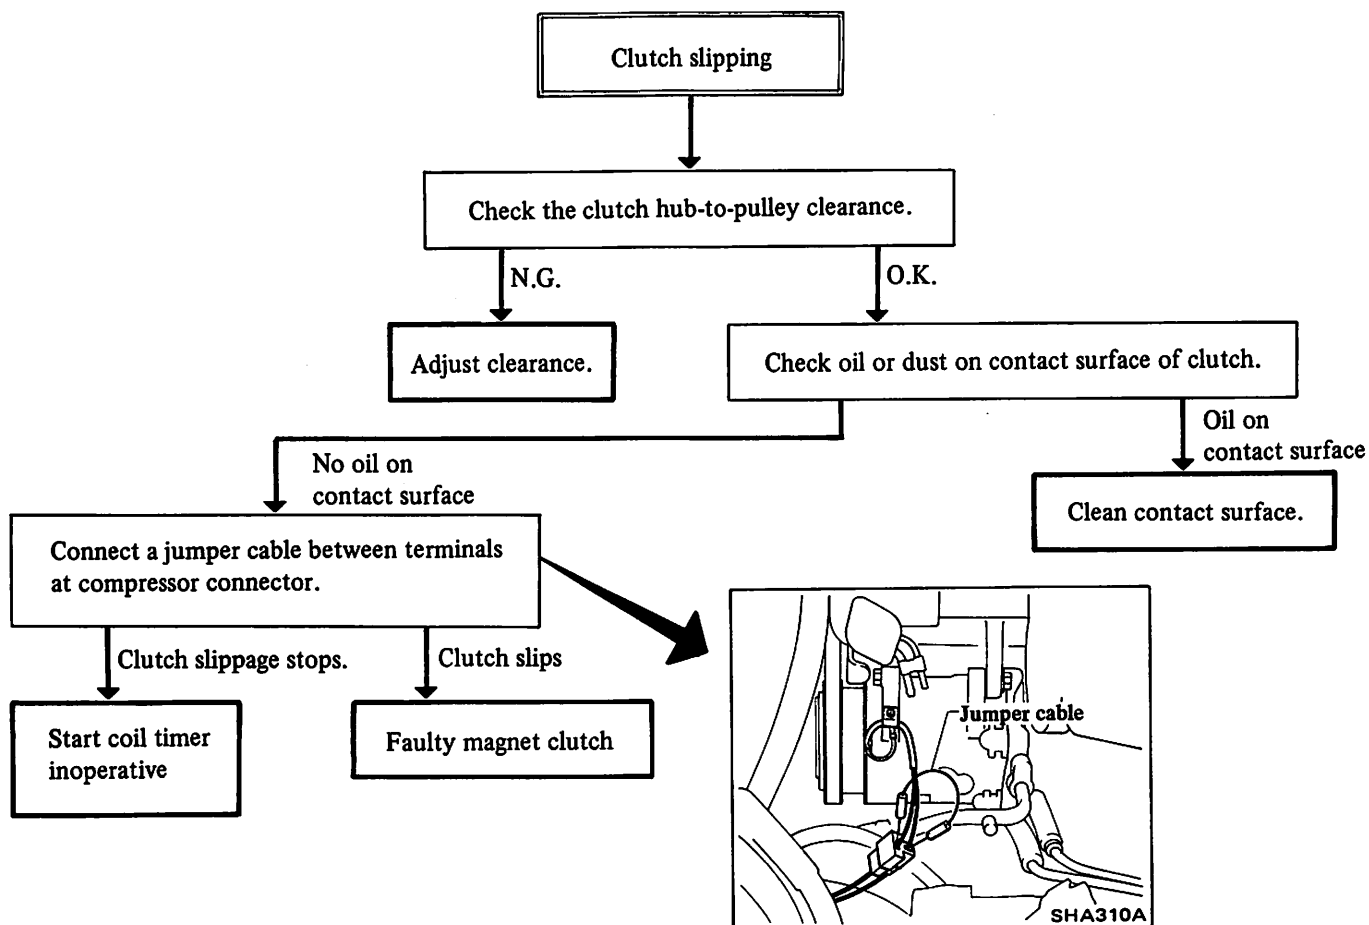 Clutch slipping
Check the clutch hub-to-pulley clearance.
N.G.
O.K.
Adjust clearance.
Check oil or dust on contact surface of clutch.
Oil on
contact surface
No oil on
contact surface
Clean contact surface.
Connect a jumper cable between terminals
at compressor connector.
Clutch slippage stops.
Clutch slips
Start coil timer
inoperative
Faulty magnet clutch
Jumper cable
SHA310A